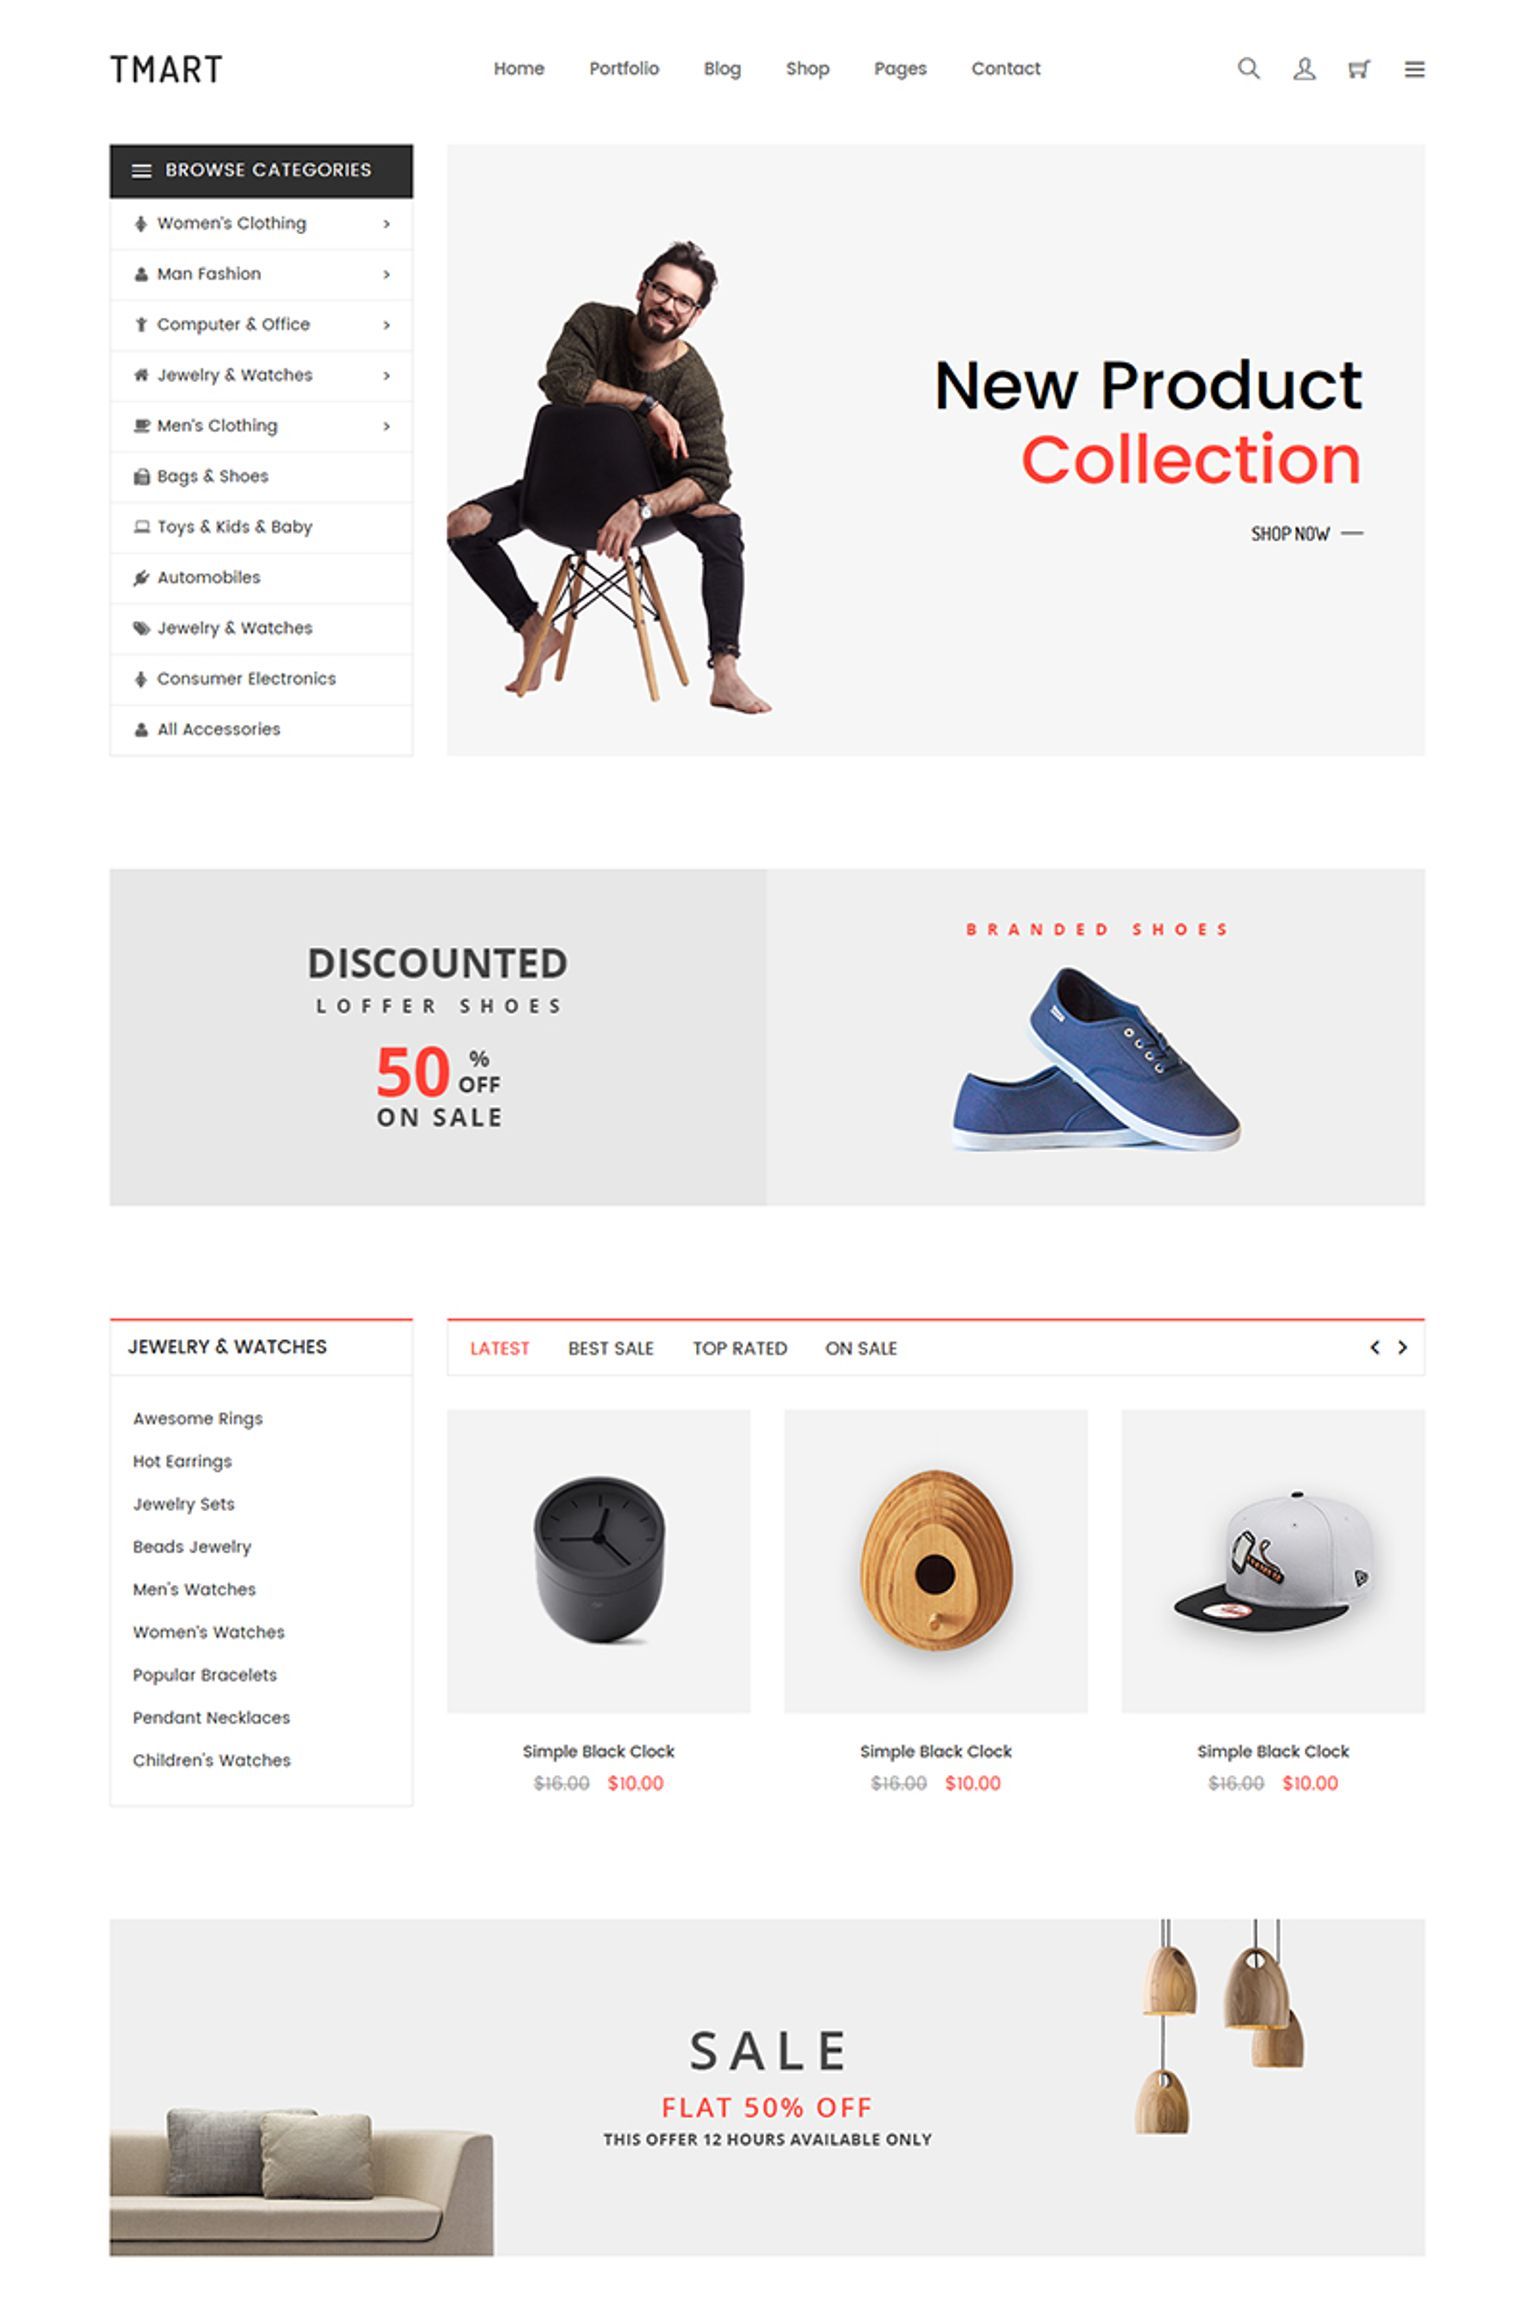 TMART
Home Portfolio Blog Shop Pages Contact
BROWSE CATEGORIES
Women's Clothing
Man Fashion
Computer & Office
Jewelry & Watches
Men's Clothing
Bags & Shoes
Toys & Kids & Baby
Automobiles
Jewelry & Watches
Consumer Electronics
All Accessories
New Product
Collection
SHOP NOW
DISCOUNTED
LOFFER SHOES
50 % OFF
ON SALE
BRANDED SHOES
JEWELRY & WATCHES
Awesome Rings
Hot Earrings
Jewelry Sets
Beads Jewelry
Men's Watches
Women's Watches
Popular Bracelets
Pendant Necklaces
Children's Watches
LATEST BEST SALE TOP RATED ON SALE
Simple Black Clock
$16.00 $10.00
Simple Black Clock
$16.00 $10.00
Simple Black Clock
$16.00 $10.00
SALE
FLAT 50% OFF
THIS OFFER 12 HOURS AVAILABLE ONLY